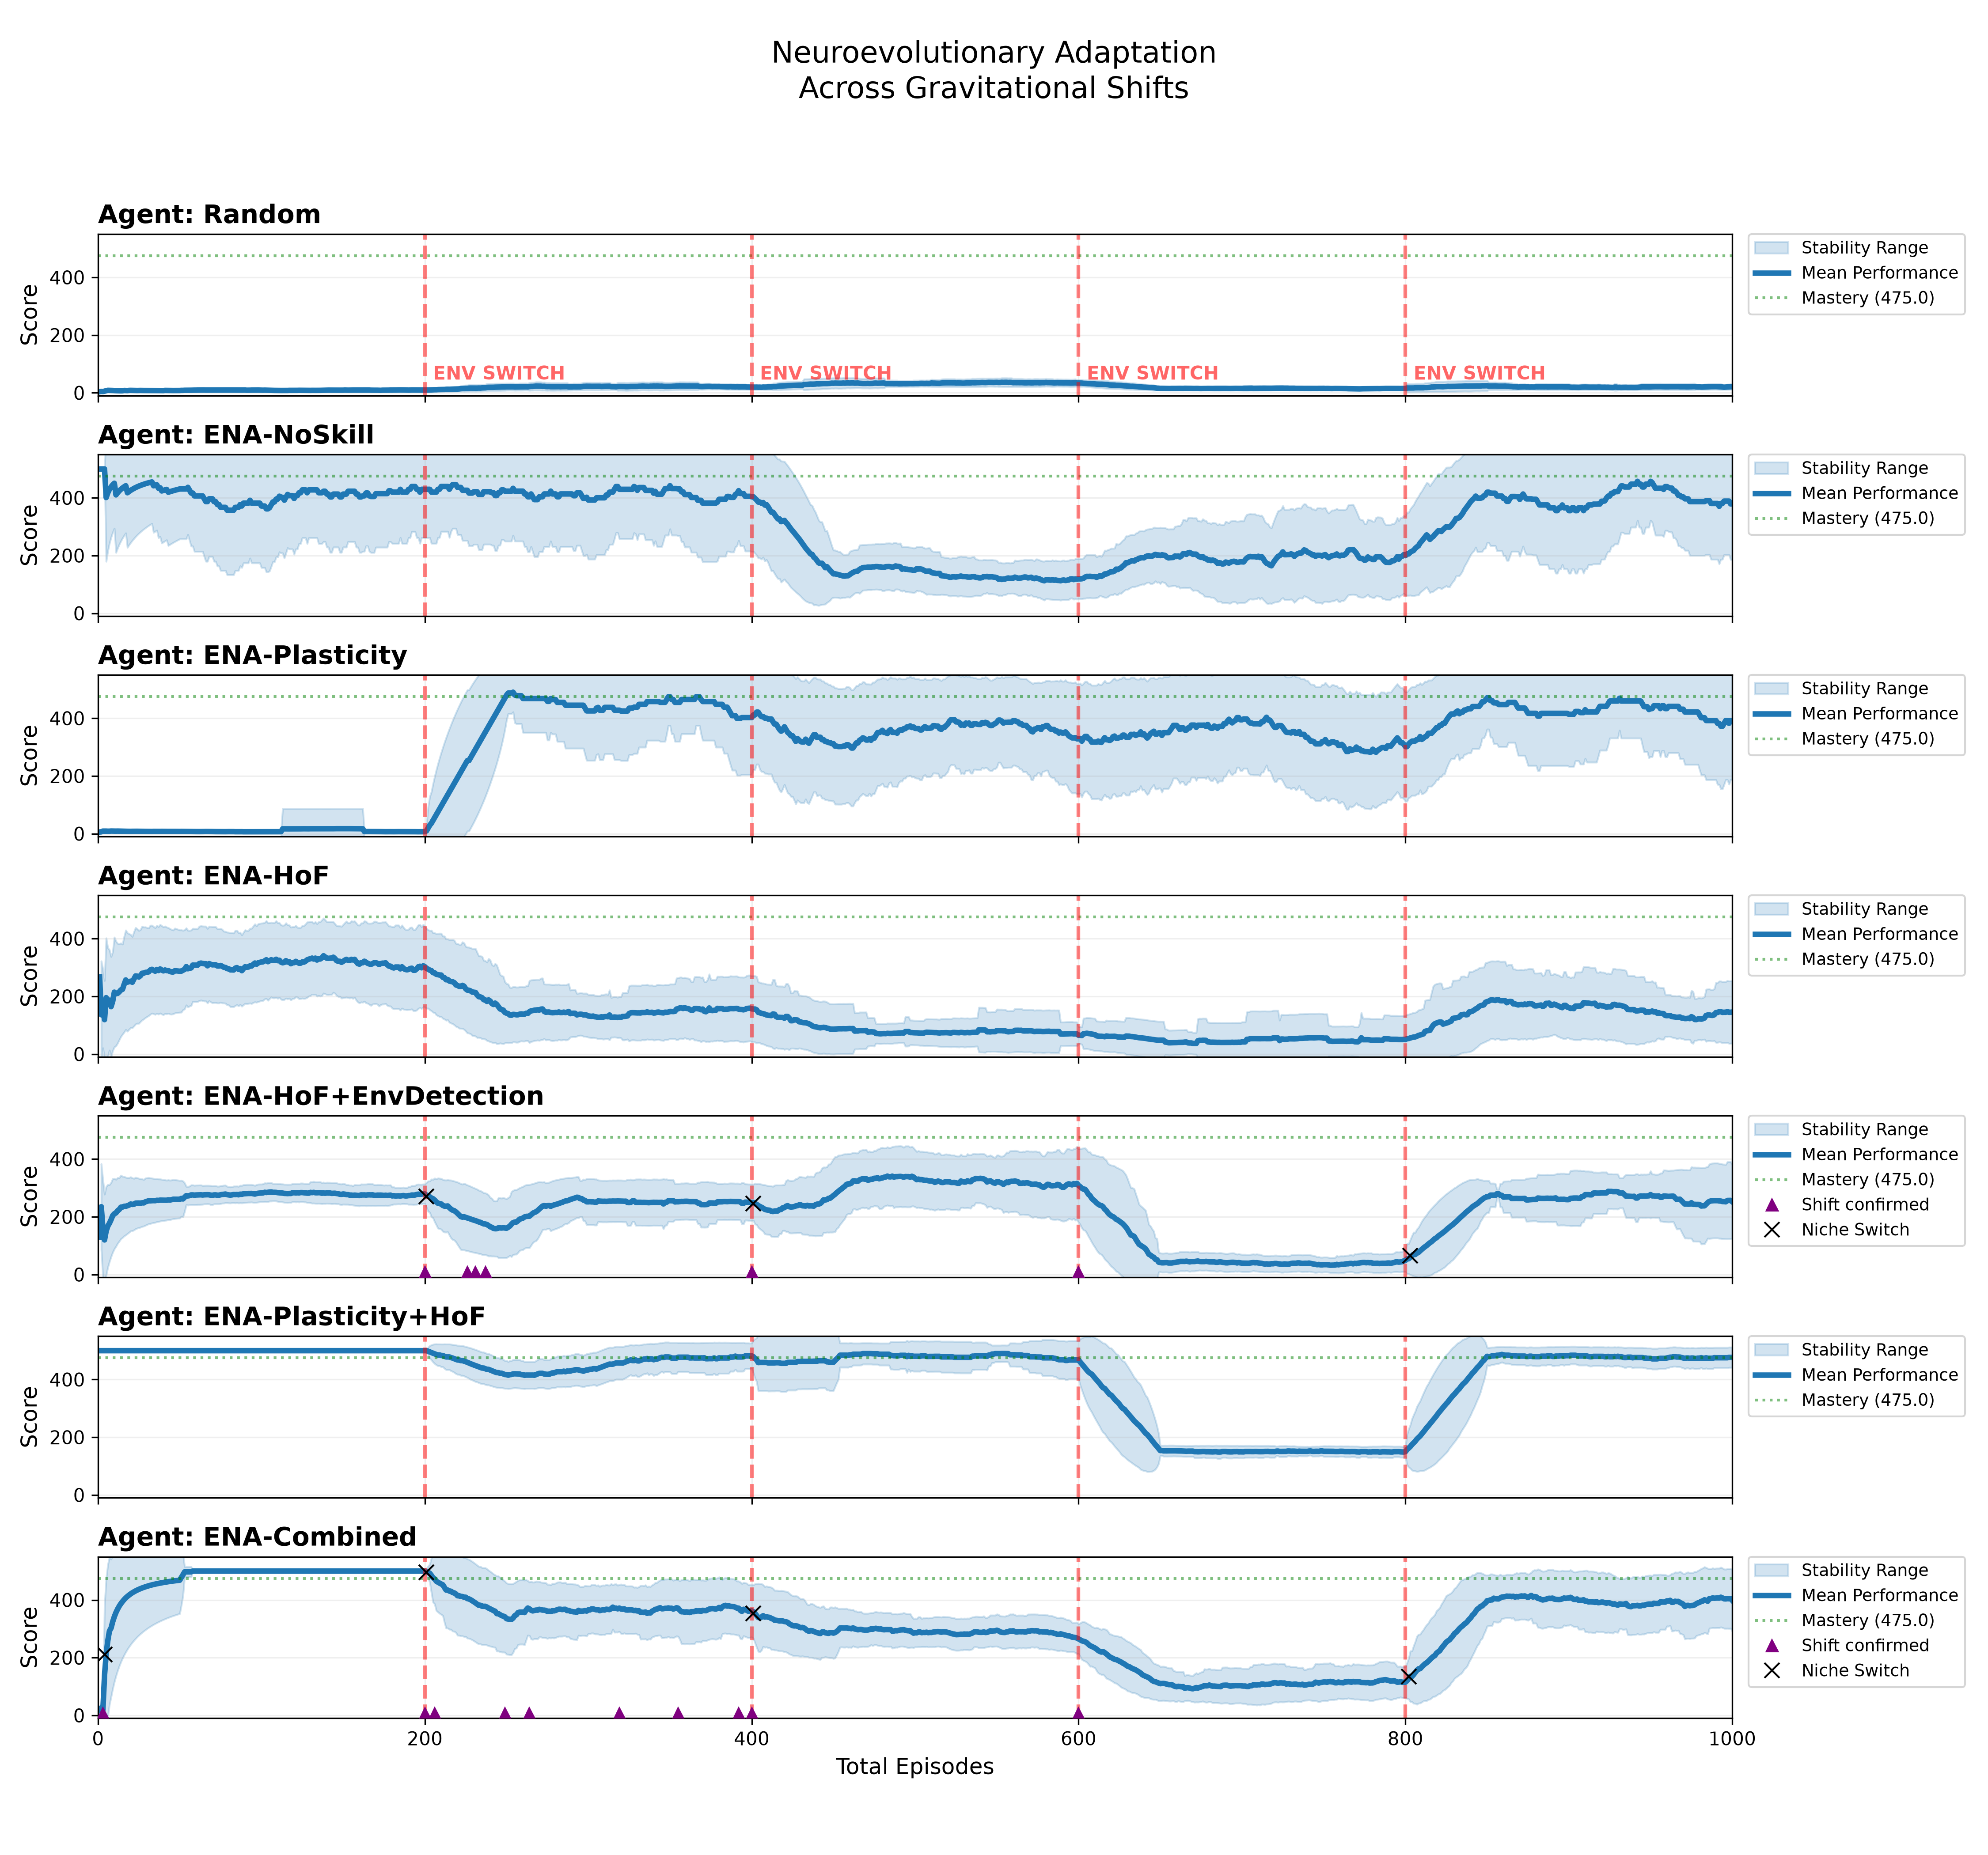 Neuroevolutionary Adaptation
Across Gravitational Shifts
Agent: Random
Score
400
200
0
ENV SWITCH
ENV SWITCH
ENV SWITCH
ENV SWITCH
Stability Range
Mean Performance
Mastery (475.0)
Agent: ENA-NoSkill
Score
400
200
0
Stability Range
Mean Performance
Mastery (475.0)
Agent: ENA-Plasticity
Score
400
200
0
Stability Range
Mean Performance
Mastery (475.0)
Agent: ENA-HoF
Score
400
200
0
Stability Range
Mean Performance
Mastery (475.0)
Agent: ENA-HoF+EnvDetection
Score
400
200
0
Stability Range
Mean Performance
Mastery (475.0)
Shift confirmed
Niche Switch
Agent: ENA-Plasticity+HoF
Score
400
200
0
Stability Range
Mean Performance
Mastery (475.0)
Agent: ENA-Combined
Score
400
200
0
Stability Range
Mean Performance
Mastery (475.0)
Shift confirmed
Niche Switch
0
200
400
600
800
1000
Total Episodes